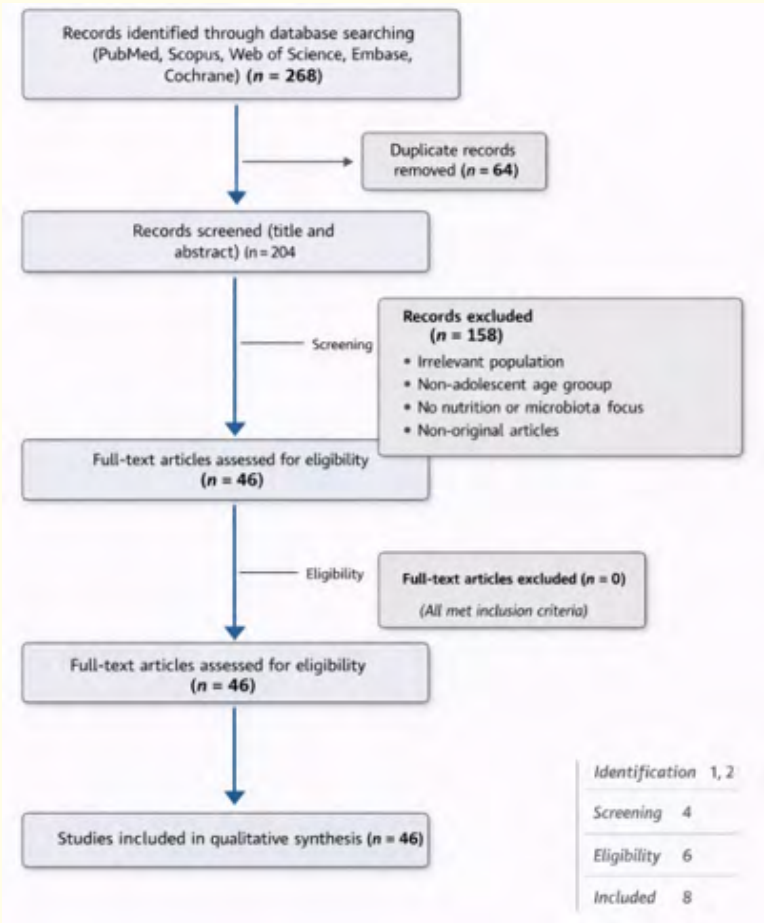 Records identified through database searching
(PubMed, Scopus, Web of Science, Embase,
Cochrane) (n = 268)
Duplicate records
removed (n = 64)
Records screened (title and
abstract) (n = 204
Screening
Records excluded
(n = 158)
• Irrelevant population
• Non-adolescent age grooup
• No nutrition or microbiota focus
• Non-original articles
Full-text articles assessed for eligibility
(n = 46)
Eligibility
Full-text articles excluded (n = 0)
(All met inclusion criteria)
Full-text articles assessed for eligibility
(n = 46)
Studies included in qualitative synthesis (n = 46)
Identification 1, 2
Screening 4
Eligibility 6
Included 8